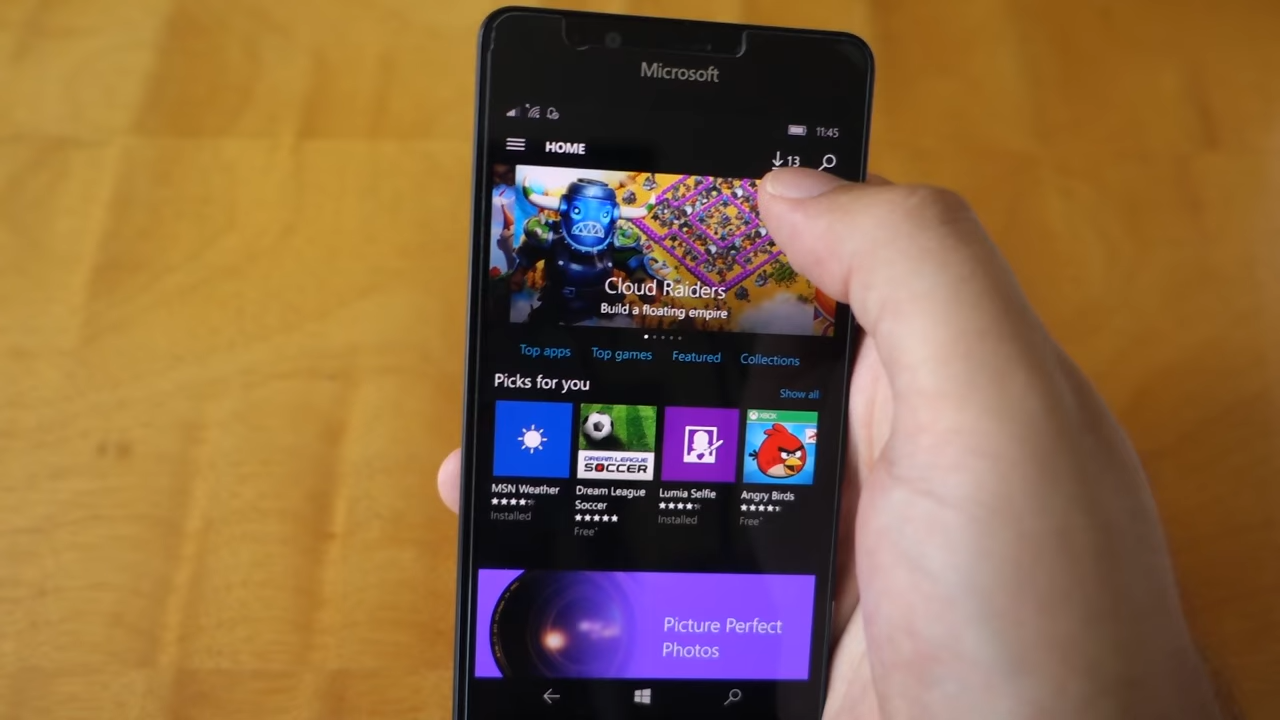 Microsoft
11:45
HOME
13
Cloud Raiders
Build a floating empire
Top apps Top games Featured Collections
Picks for you
Show all
XBOX
DREAM LEAGUE
SOCCER
MSN Weather
Installed
Dream League
Soccer
Free*
Lumia Selfie
Installed
Angry Birds
Free*
Picture Perfect
Photos